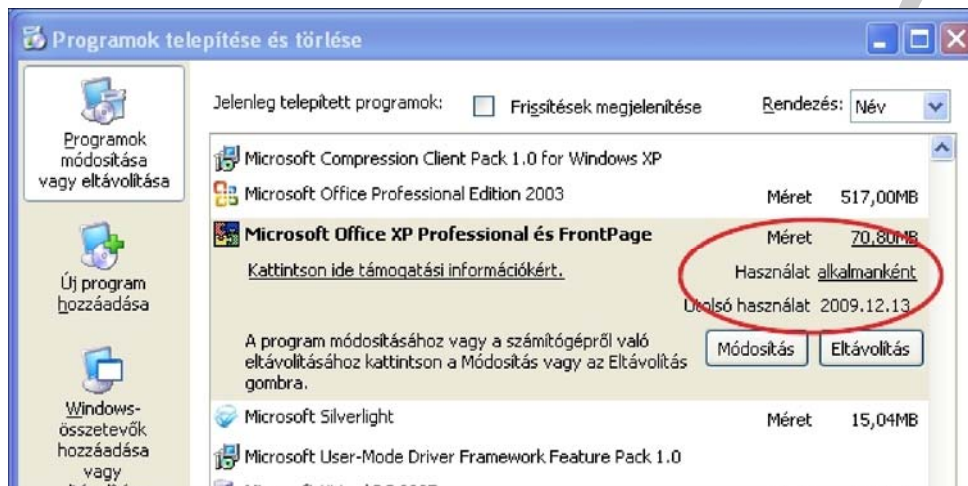 Programok telepítése és törlése
Programok
módosítása
vagy eltávolítása
Új program
hozzáadása
Windows-
összetevők
hozzáadása
vagy
Jelenleg telepített programok:
Frissítések megjelenítése
Rendezés: Név
Microsoft Compression Client Pack 1.0 for Windows XP
Microsoft Office Professional Edition 2003 Méret 517,00MB
Microsoft Office XP Professional és FrontPage Méret 70,80MB
Kattintson ide támogatási információkért. Használat alkalmanként
Utolsó használat 2009.12.13.
A program módosításához vagy a számítógépről való
eltávolításához kattintson a Módosítás vagy az Eltávolítás
gombra.
Módosítás Eltávolítás
Microsoft Silverlight Méret 15,04MB
Microsoft User-Mode Driver Framework Feature Pack 1.0